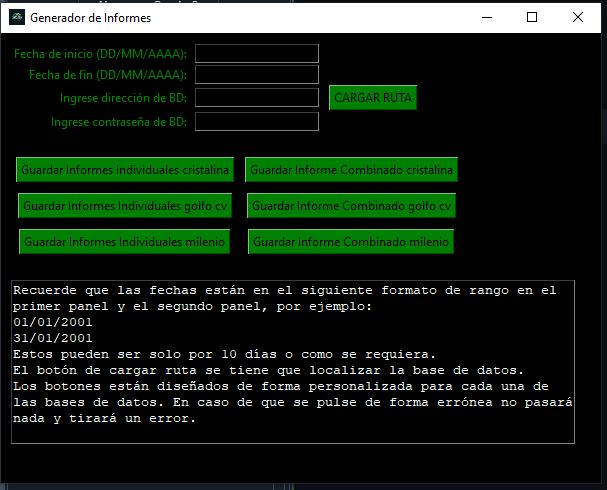 Generador de Informes
Fecha de inicio (DD/MM/AAAA):
Fecha de fin (DD/MM/AAAA):
Ingrese dirección de BD:
CARGAR RUTA
Ingrese contraseña de BD:
Guardar Informes Individuales cristalina
Guardar Informe Combinado cristalina
Guardar Informes Individuales golfo cv
Guardar Informe Combinado golfo cv
Guardar Informes Individuales milenio
Guardar Informe Combinado milenio
Recuerde que las fechas están en el siguiente formato de rango en el
primer panel y el segundo panel, por ejemplo:
01/01/2001
31/01/2001
Estos pueden ser solo por 10 días o como se requiera.
El botón de cargar ruta se tiene que localizar la base de datos.
Los botones están diseñados de forma personalizada para cada una de
las bases de datos. En caso de que se pulse de forma errónea no pasará
nada y tirará un error.